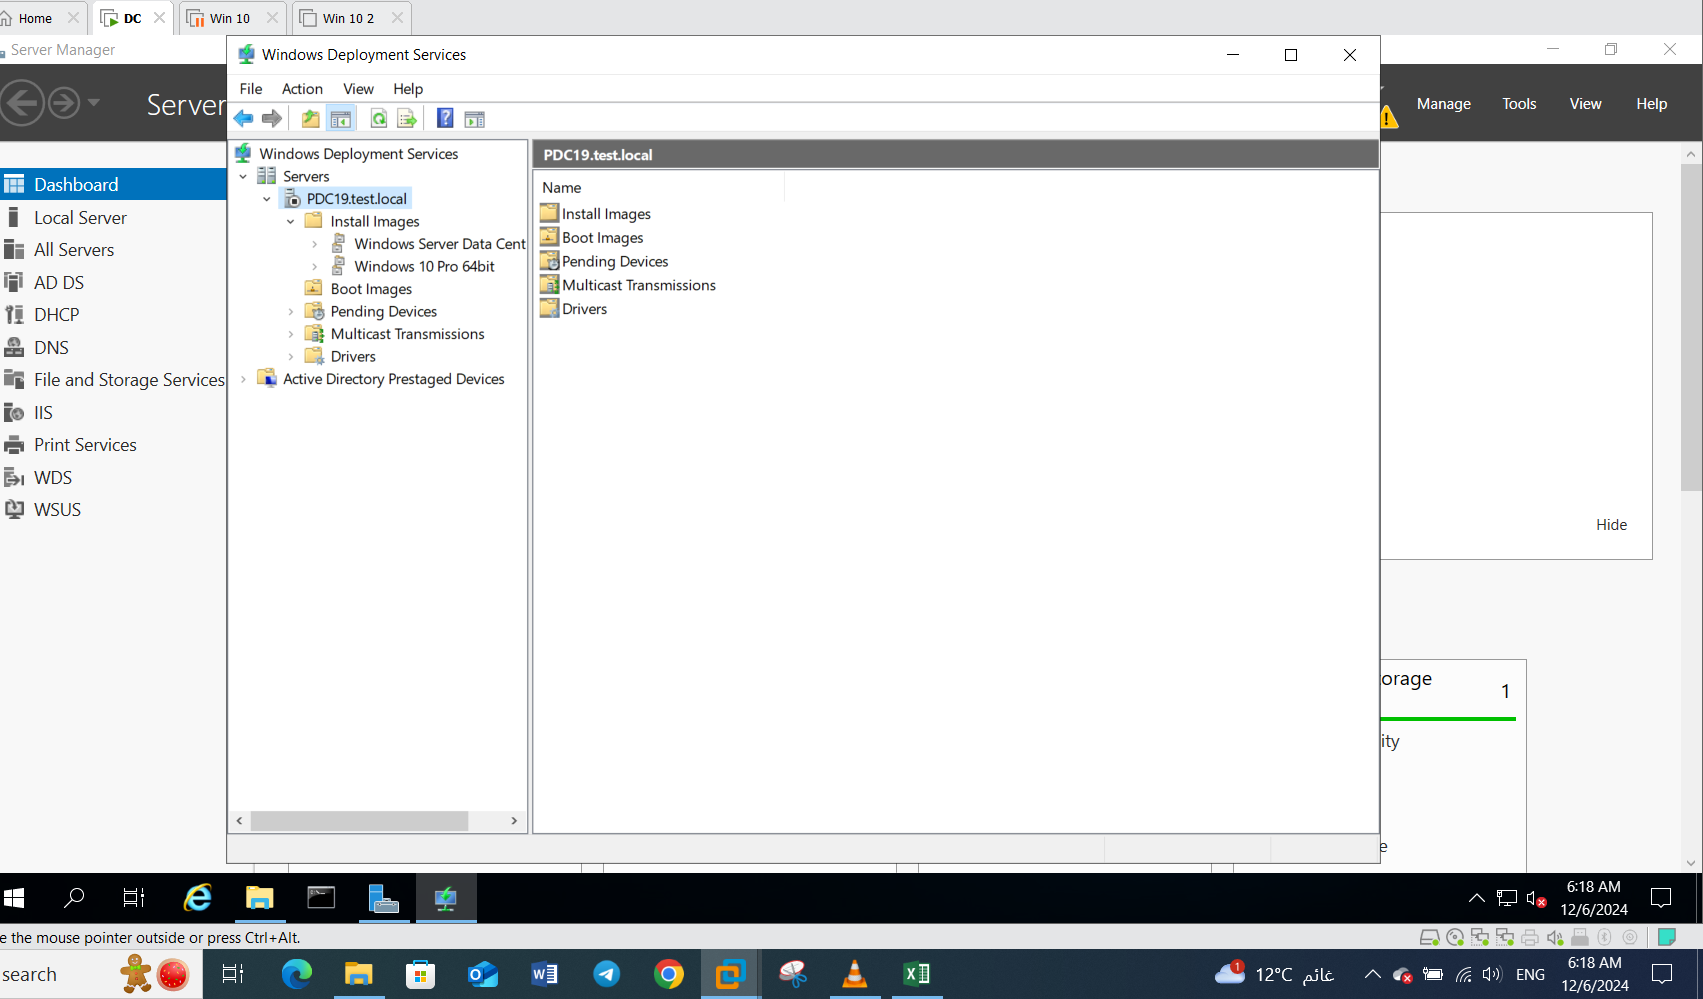 Home
DC
Win 10
Win 10 2
Server Manager
Windows Deployment Services
File Action View Help
Server
Manage Tools View Help
Dashboard
Local Server
All Servers
AD DS
DHCP
DNS
File and Storage Services
IIS
Print Services
WDS
WSUS
Windows Deployment Services
Servers
PDC19.test.local
Install Images
Windows Server Data Cent
Windows 10 Pro 64bit
Boot Images
Pending Devices
Multicast Transmissions
Drivers
Active Directory Prestaged Devices
PDC19.test.local
Name
Install Images
Boot Images
Pending Devices
Multicast Transmissions
Drivers
Hide
orage
1
ity
e
6:18 AM
12/6/2024
e the mouse pointer outside or press Ctrl+Alt.
search
1
12°C غائم
ENG
6:18 AM
12/6/2024